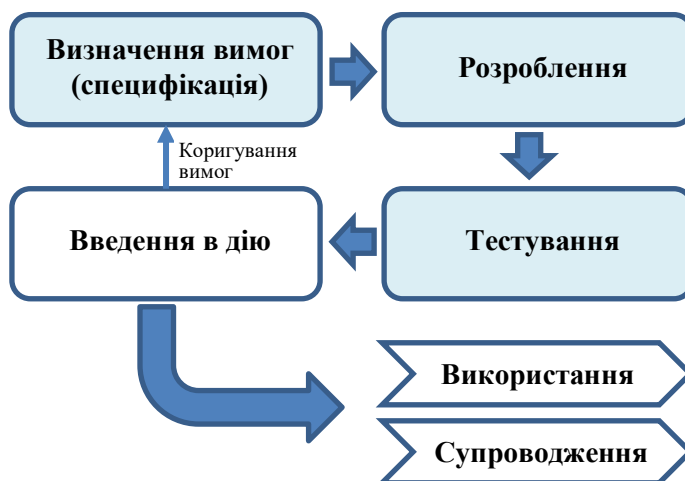 Визначення вимог
(специфікація)
Розроблення
Коригування
вимог
Введення в дію
Тестування
Використання
Супроводження